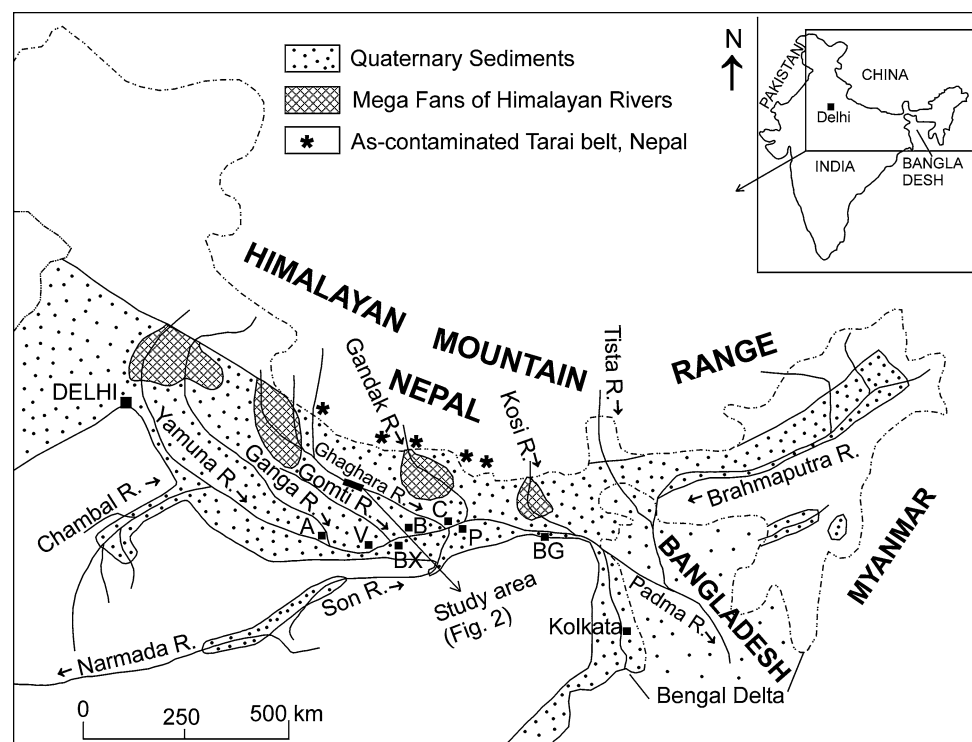 Quaternary Sediments
Mega Fans of Himalayan Rivers
* As-contaminated Tarai belt, Nepal
N
PAKISTANI
CHINA
Delhi
INDIA
BANGLA
DESH
HIMALAYAN MOUNTAIN RANGE
NEPAL
Tista R→
Gandak R→
Kosi R→
DELHI
Yamuna R→
Ganga R→
Gomti R→
Ghaghara R→
Chambal R.→
A
V
BX
B
C
P
BG
← Brahmaputra R.
BANGLADESH
MYANMAR
Padma R.→
Son R.→
Study area
(Fig. 2)
Kolkata
← Narmada R.
Bengal Delta
0 250 500 km